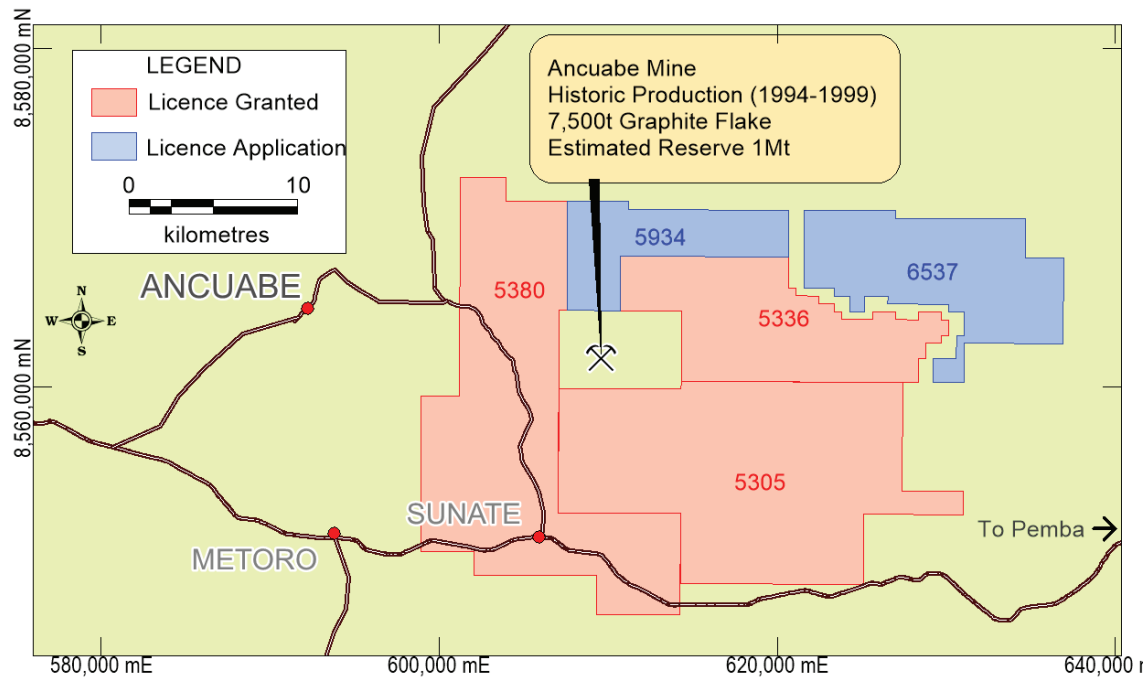 8,580,000 mN
8,560,000 mN
LEGEND
Licence Granted
Licence Application
0 10
kilometres
Ancuabe Mine
Historic Production (1994-1999)
7,500t Graphite Flake
Estimated Reserve 1Mt
5934
6537
ANCUABE
5380
5336
N
W E
S
5305
SUNATE
METORO
To Pemba
580,000 mE
600,000 mE
620,000 mE
640,000 m